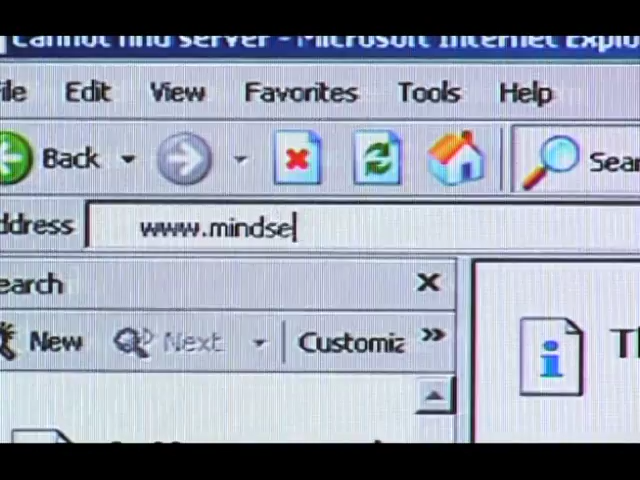 Cannot find server - Microsoft Internet Explo
ile Edit View Favorites Tools Help
Back Sear
ddress www.mindse
earch
New Next Customiz »